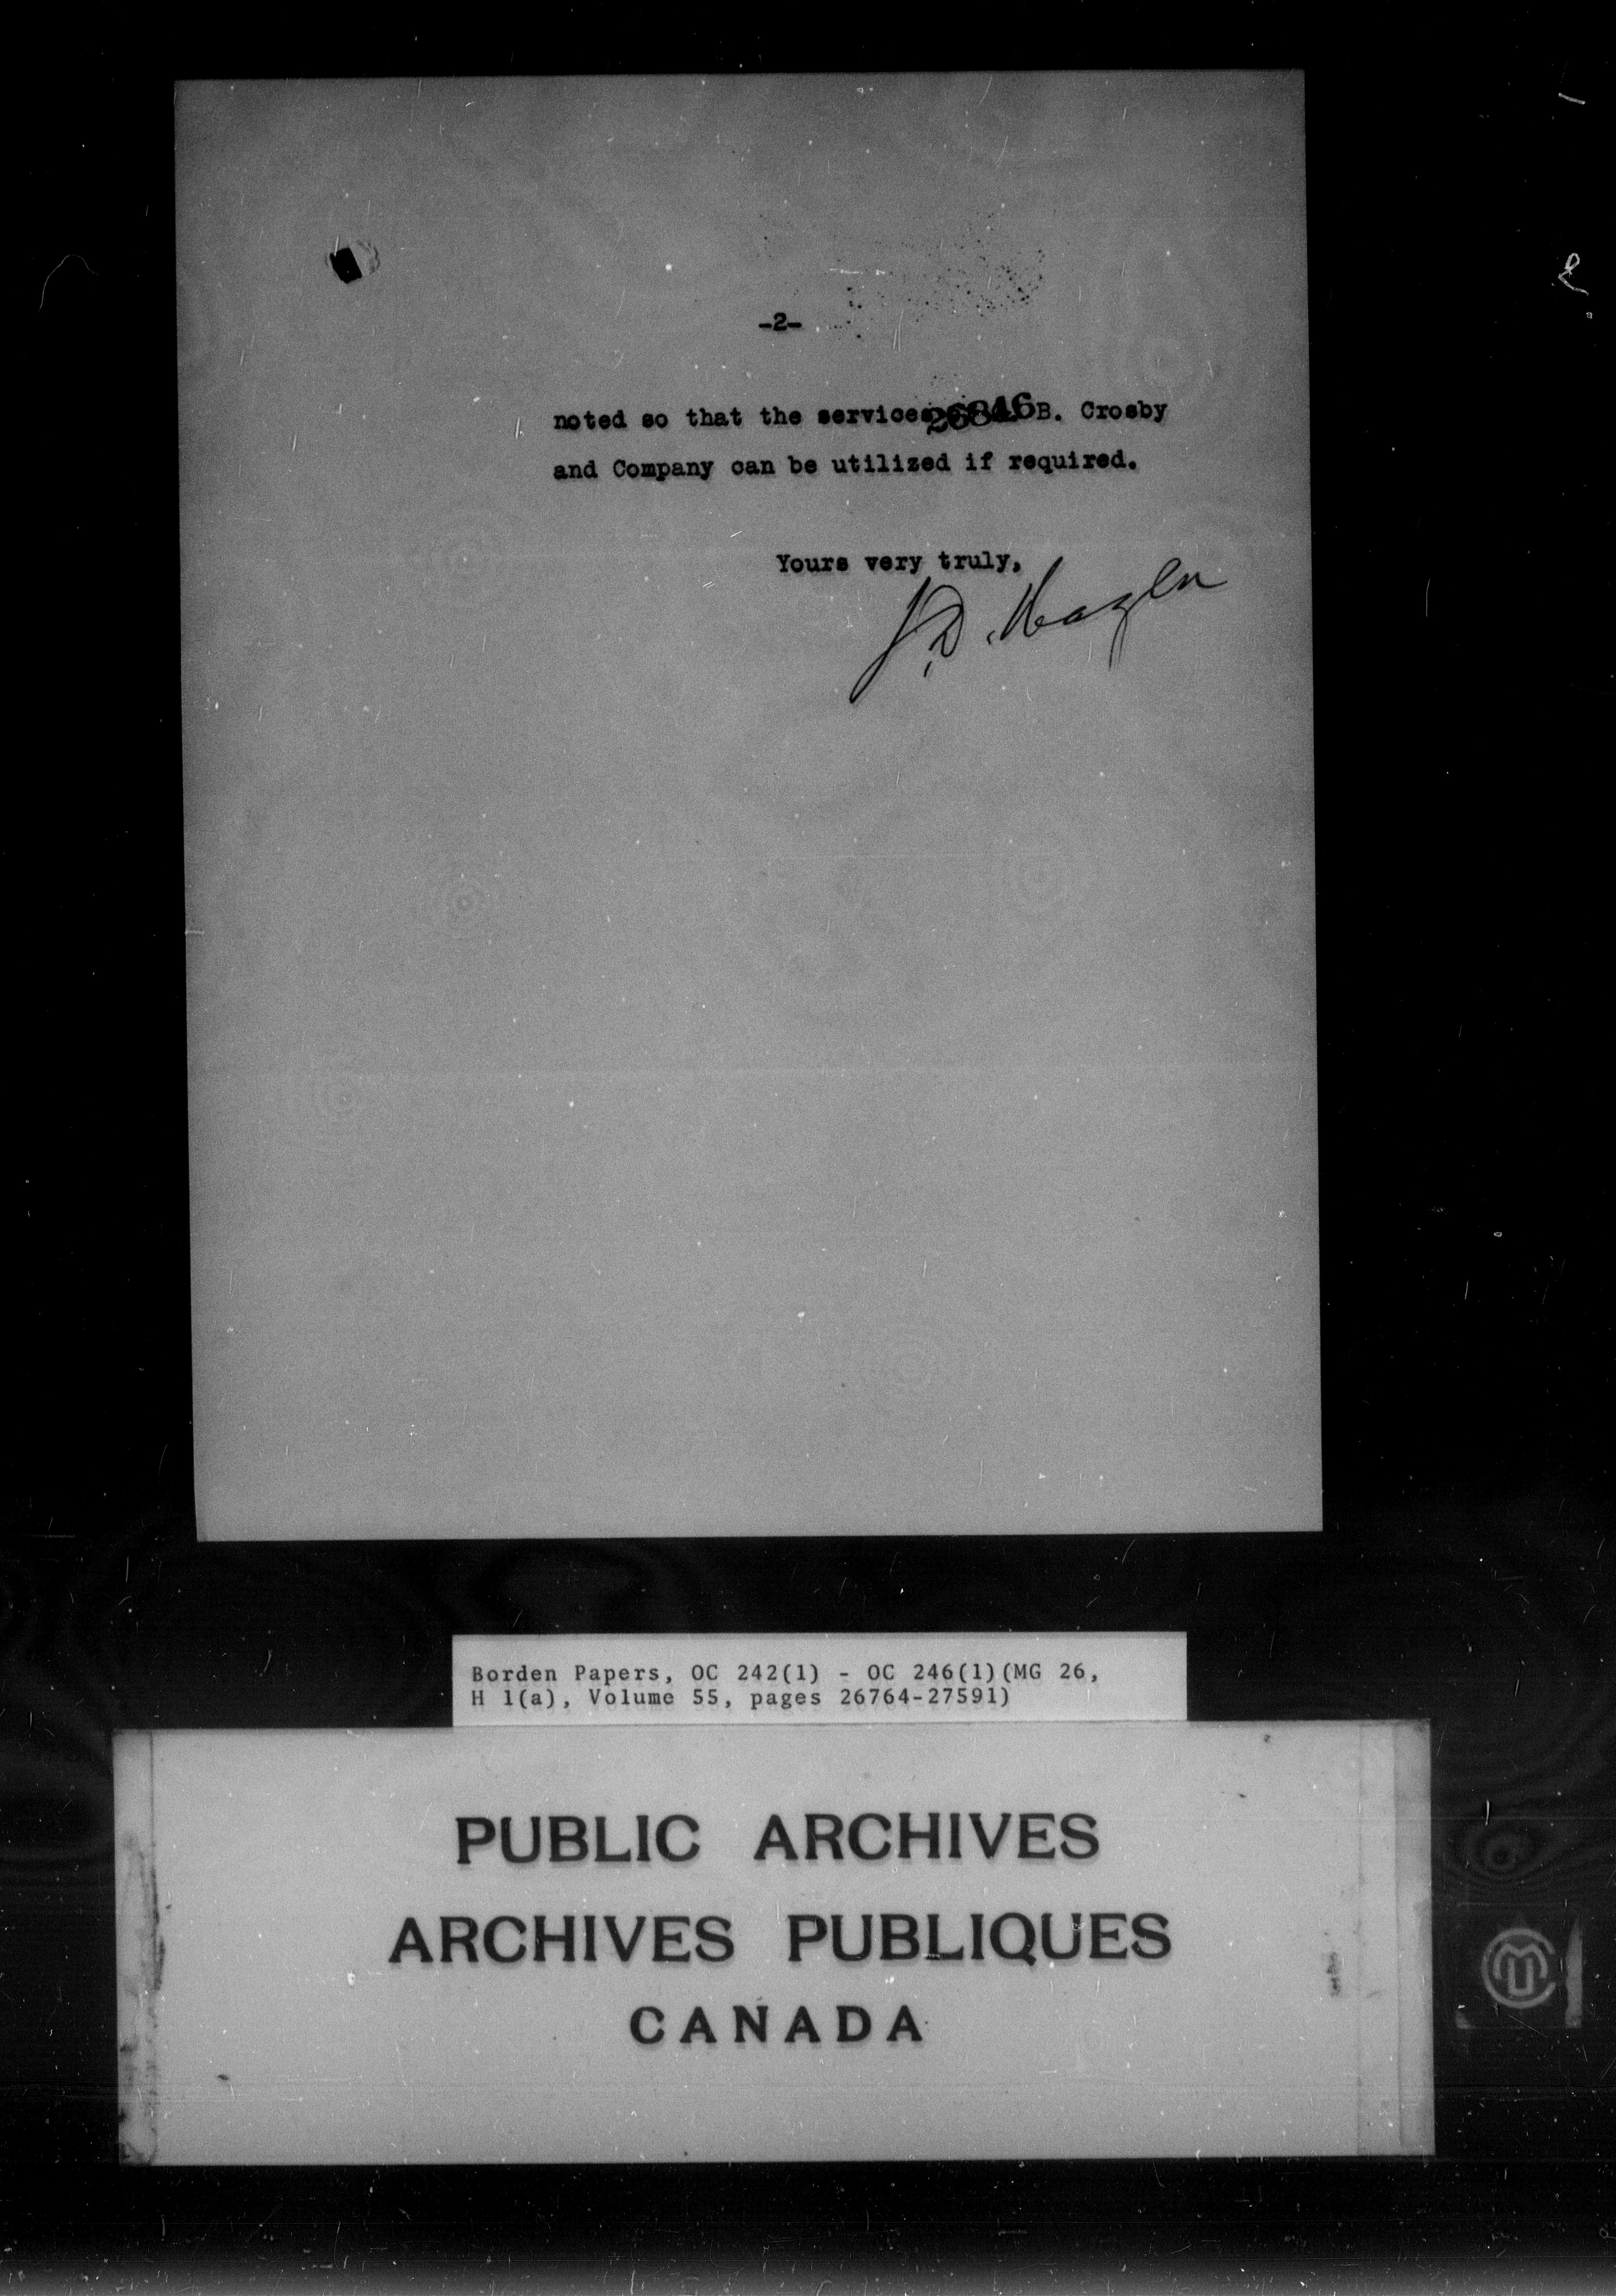 -2-
noted so that the services 26846 B. Crosby
and Company can be utilized if required.
Yours very truly,
J.D. Hazen
Borden Papers, OC 242(1) - OC 246(1)(MG 26,
H 1(a), Volume 55, pages 26764-27591)
PUBLIC ARCHIVES
ARCHIVES PUBLIQUES
CANADA